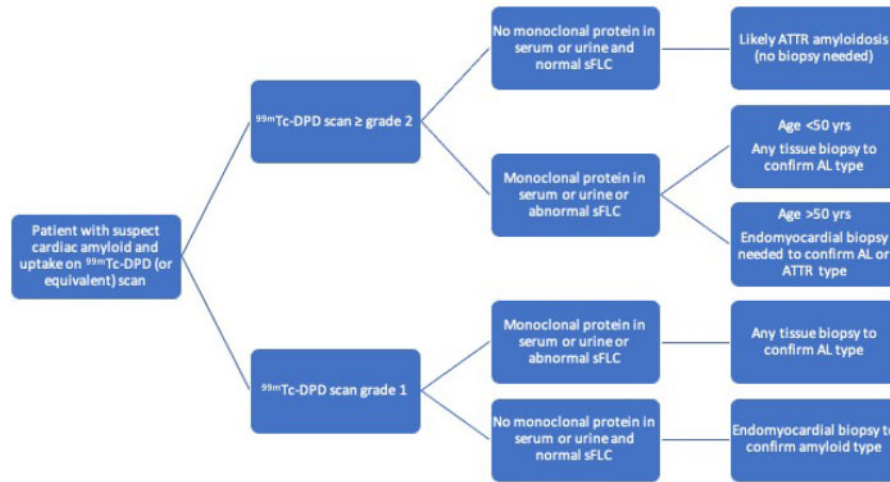 Patient with suspect
cardiac amyloid and
uptake on ⁹⁹ᵐTc-DPD (or
equivalent) scan
⁹⁹ᵐTc-DPD scan ≥ grade 2
No monoclonal protein in
serum or urine and
normal sFLC
Likely ATTR amyloidosis
(no biopsy needed)
Monoclonal protein in
serum or urine or
abnormal sFLC
Age <50 yrs
Any tissue biopsy to
confirm AL type
Age >50 yrs
Endomyocardial biopsy
needed to confirm AL or
ATTR type
⁹⁹ᵐTc-DPD scan grade 1
Monoclonal protein in
serum or urine or
abnormal sFLC
Any tissue biopsy to
confirm AL type
No monoclonal protein in
serum or urine and
normal sFLC
Endomyocardial biopsy to
confirm amyloid type